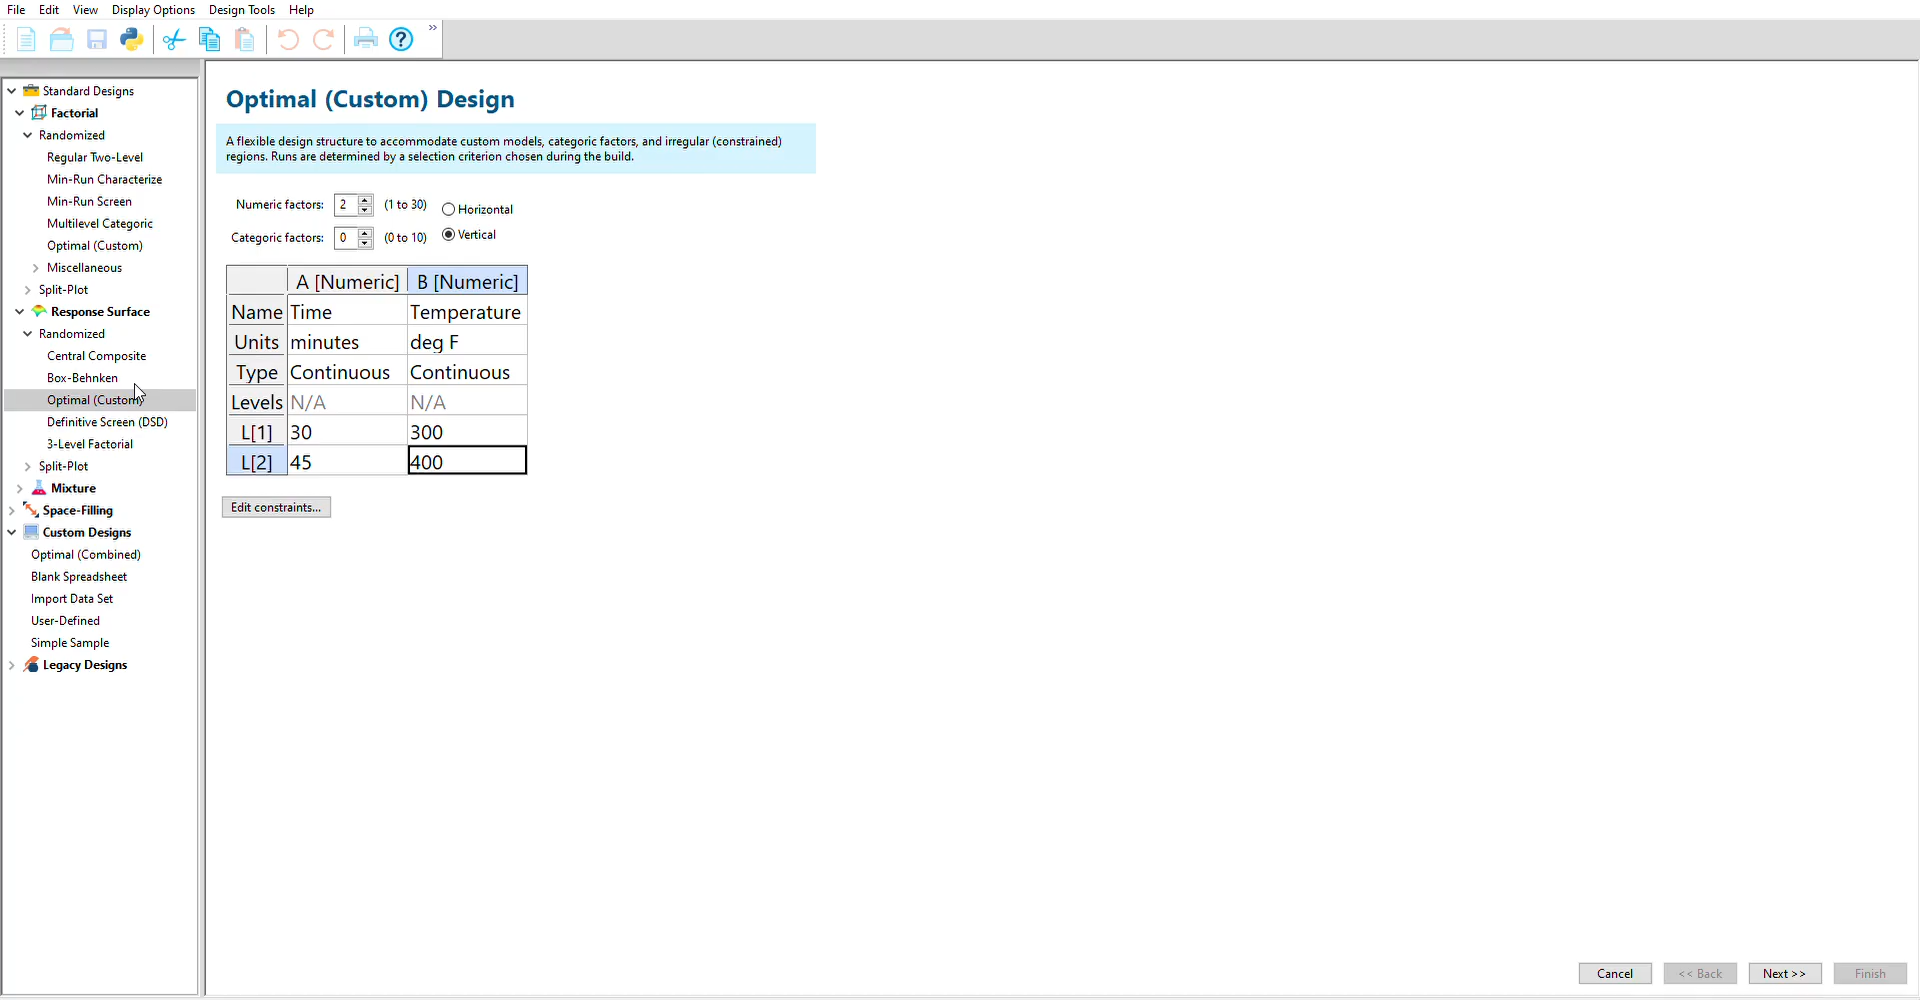 File Edit View Display Options Design Tools Help
»
Standard Designs
Factorial
Randomized
Regular Two-Level
Min-Run Characterize
Min-Run Screen
Multilevel Categoric
Optimal (Custom)
Miscellaneous
Split-Plot
Response Surface
Randomized
Central Composite
Box-Behnken
Optimal (Custom)
Definitive Screen (DSD)
3-Level Factorial
Split-Plot
Mixture
Space-Filling
Custom Designs
Optimal (Combined)
Blank Spreadsheet
Import Data Set
User-Defined
Simple Sample
Legacy Designs
Optimal (Custom) Design
A flexible design structure to accommodate custom models, categoric factors, and irregular (constrained)
regions. Runs are determined by a selection criterion chosen during the build.
Numeric factors: 2 (1 to 30) Horizontal
Categoric factors: 0 (0 to 10) Vertical
A [Numeric] B [Numeric]
Name Time Temperature
Units minutes deg F
Type Continuous Continuous
Levels N/A N/A
L[1] 30 300
L[2] 45 400
Edit constraints...
Cancel << Back Next >> Finish